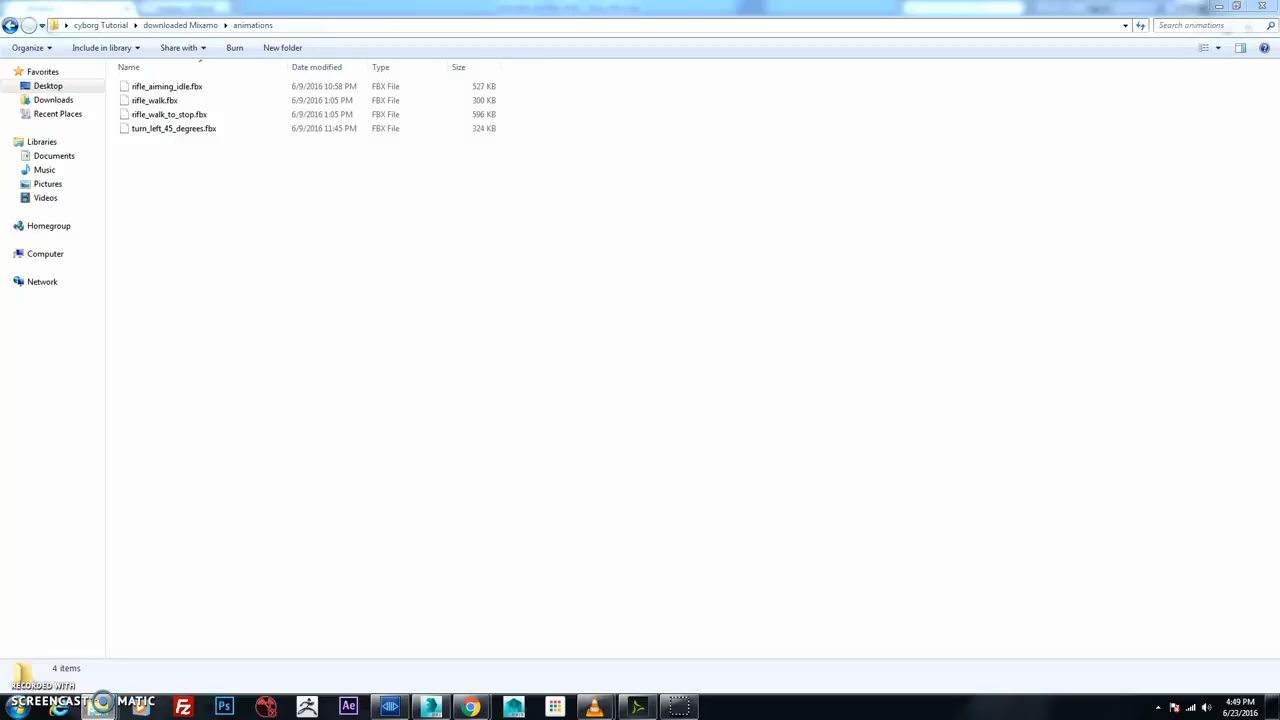 cyborg Tutorial ▸ downloaded Mixamo ▸ animations
Search animations
Organize Include in library Share with Burn New folder
Name Date modified Type Size
Favorites
Desktop
Downloads
Recent Places
Libraries
Documents
Music
Pictures
Videos
Homegroup
Computer
Network
rifle_aiming_idle.fbx 6/9/2016 10:58 PM FBX File 527 KB
rifle_walk.fbx 6/9/2016 1:05 PM FBX File 300 KB
rifle_walk_to_stop.fbx 6/9/2016 1:05 PM FBX File 596 KB
turn_left_45_degrees.fbx 6/9/2016 11:45 PM FBX File 324 KB
4 items
RECORDED WITH
SCREENCAST MATIC
Ps
Ae
4:49 PM
6/23/2016